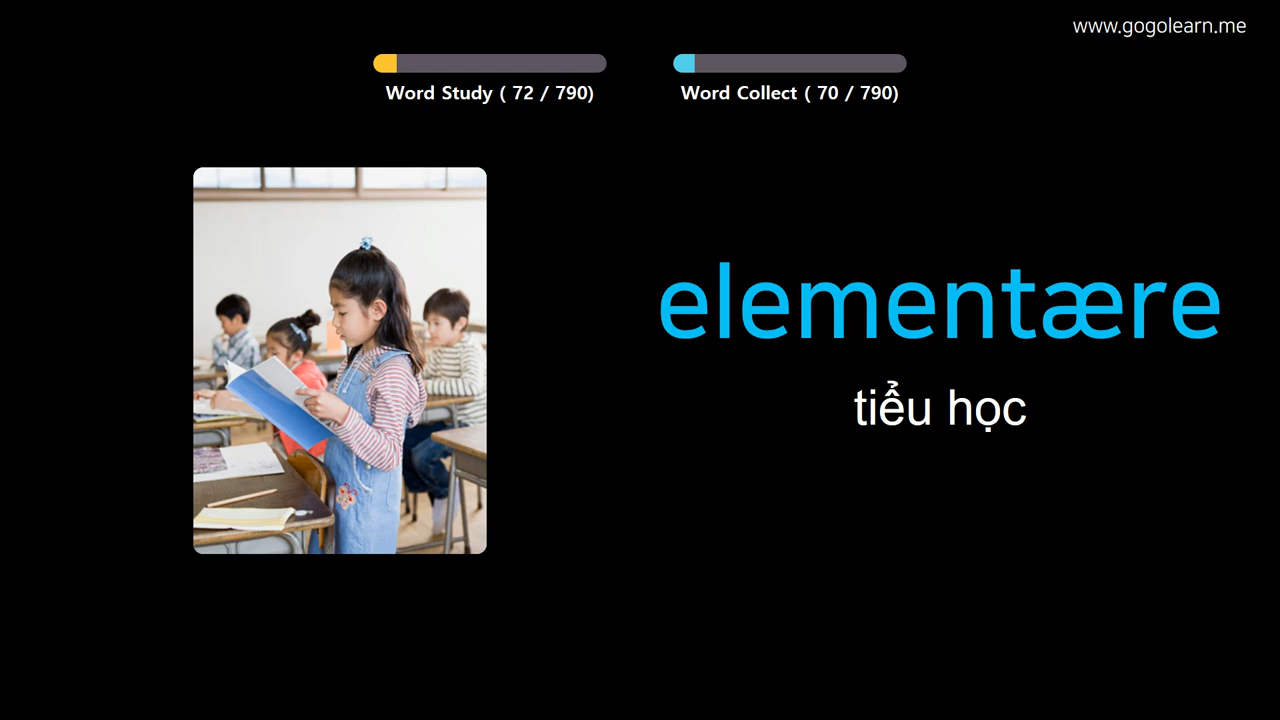 www.gogolearn.me
Word Study ( 72 / 790)
Word Collect ( 70 / 790)
elementære
tiểu học